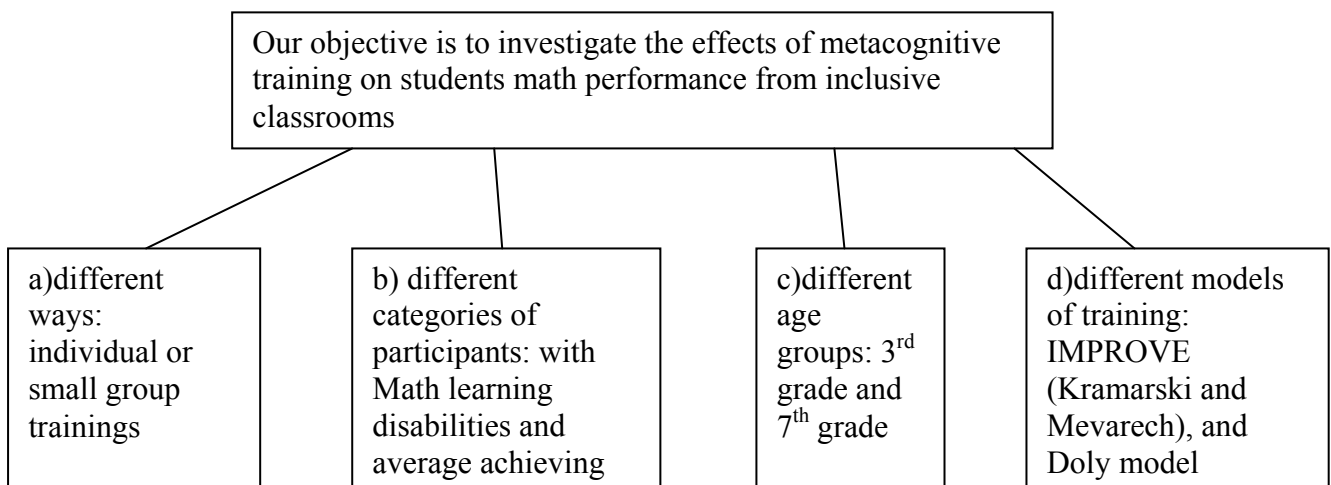 Our objective is to investigate the effects of metacognitive
training on students math performance from inclusive
classrooms
a)different
ways:
individual or
small group
trainings
b) different
categories of
participants: with
Math learning
disabilities and
average achieving
c)different
age
groups: 3rd
grade and
7th grade
d)different models
of training:
IMPROVE
(Kramarski and
Mevarech), and
Doly model